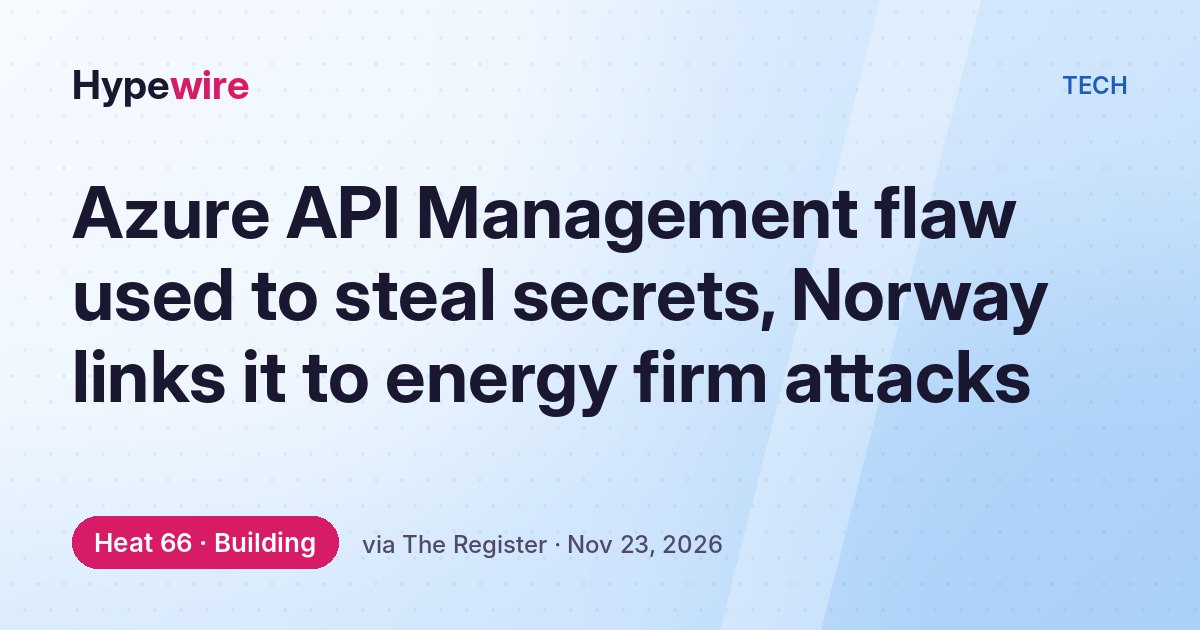 Hypewire
TECH
Azure API Management flaw
used to steal secrets, Norway
links it to energy firm attacks
Heat 66 · Building
via The Register · Nov 23, 2026